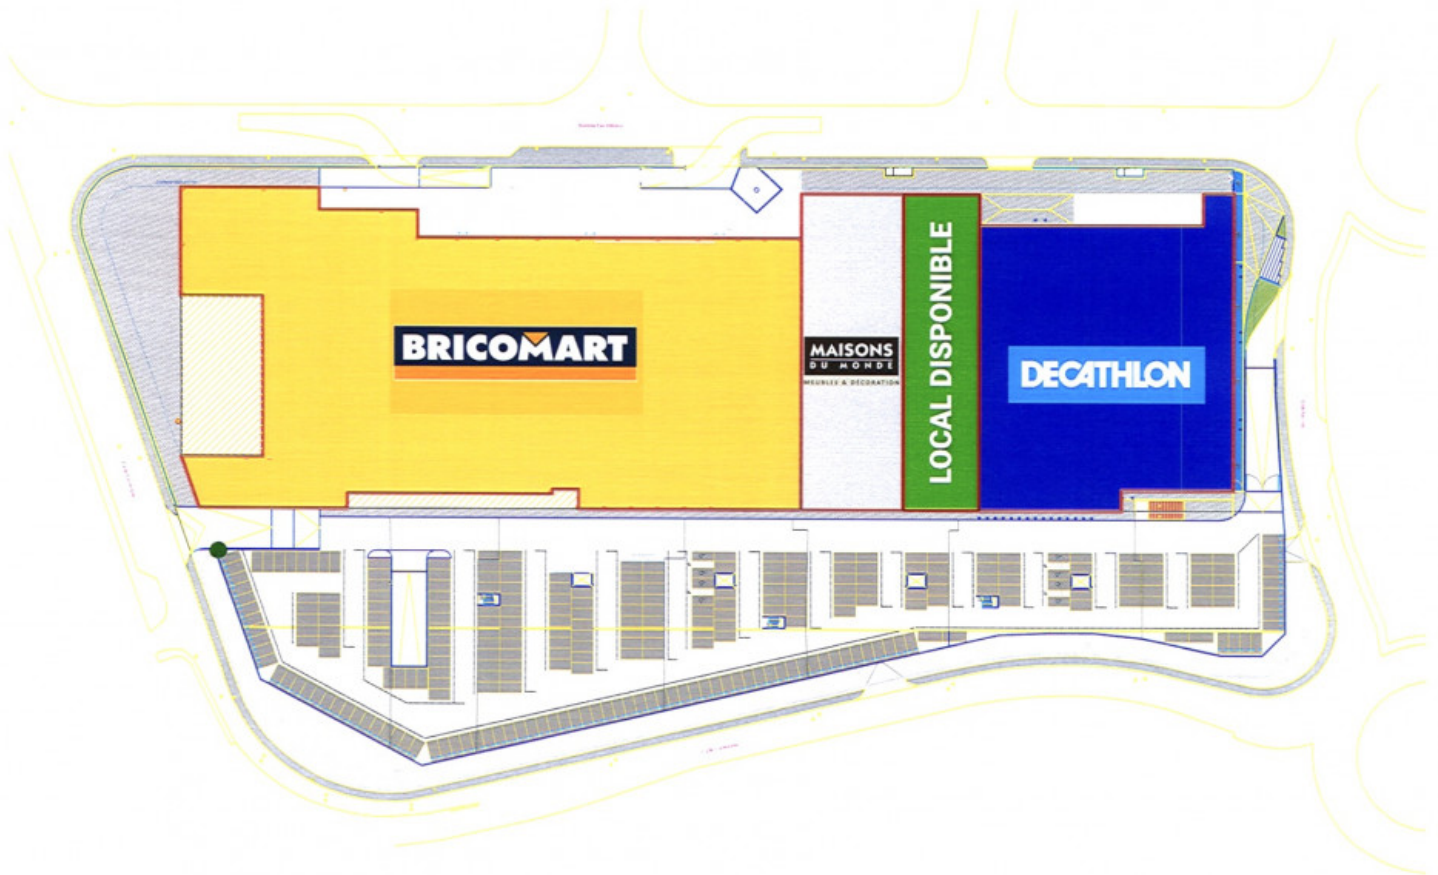 BRICOMART
MAISONS
DU MONDE
MEUBLES & DÉCORATION
LOCAL DISPONIBLE
DECATHLON